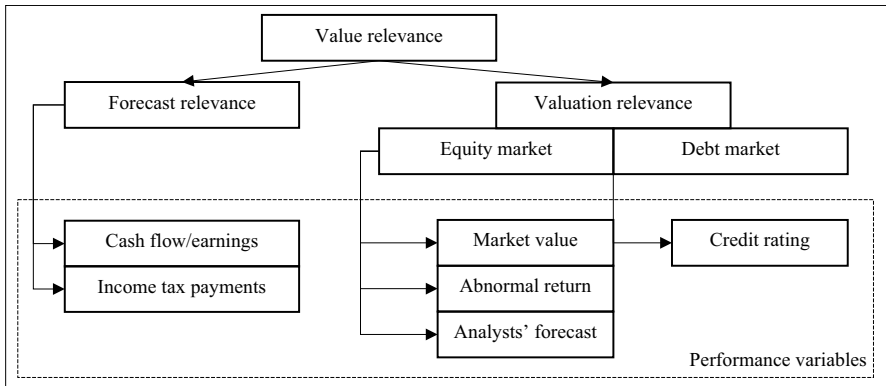 Value relevance
Forecast relevance
Valuation relevance
Equity market
Debt market
Cash flow/earnings
Market value
Credit rating
Income tax payments
Abnormal return
Analysts’ forecast
Performance variables